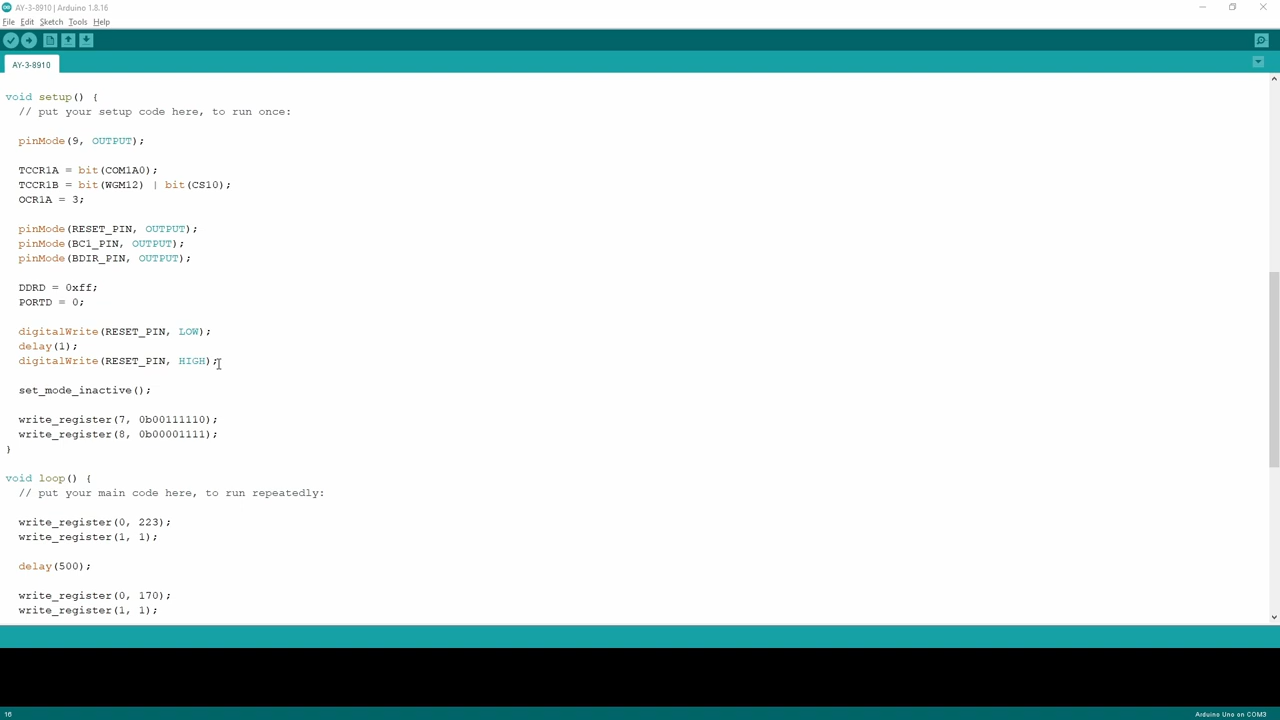 AY-3-8910 | Arduino 1.8.16
File Edit Sketch Tools Help
AY-3-8910
void setup() {
  // put your setup code here, to run once:
  pinMode(9, OUTPUT);
  TCCR1A = bit(COM1A0);
  TCCR1B = bit(WGM12) | bit(CS10);
  OCR1A = 3;
  pinMode(RESET_PIN, OUTPUT);
  pinMode(BC1_PIN, OUTPUT);
  pinMode(BDIR_PIN, OUTPUT);
  DDRD = 0xff;
  PORTD = 0;
  digitalWrite(RESET_PIN, LOW);
  delay(1);
  digitalWrite(RESET_PIN, HIGH);
  set_mode_inactive();
  write_register(7, 0b00111110);
  write_register(8, 0b00001111);
}
void loop() {
  // put your main code here, to run repeatedly:
  write_register(0, 223);
  write_register(1, 1);
  delay(500);
  write_register(0, 170);
  write_register(1, 1);
16 Arduino Uno on COM3